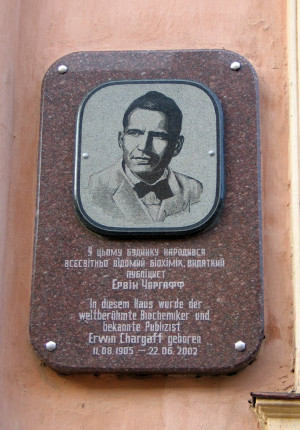 У цьому будинку народився
всесвітньо відомий біохімік, видатний
публіцист
Ервін Чаргафф
In diesem Haus wurde der
weltberühmte Biochemiker und
bekannte Publizist
Erwin Chargaff geboren
11.08.1905 — 22.06.2002